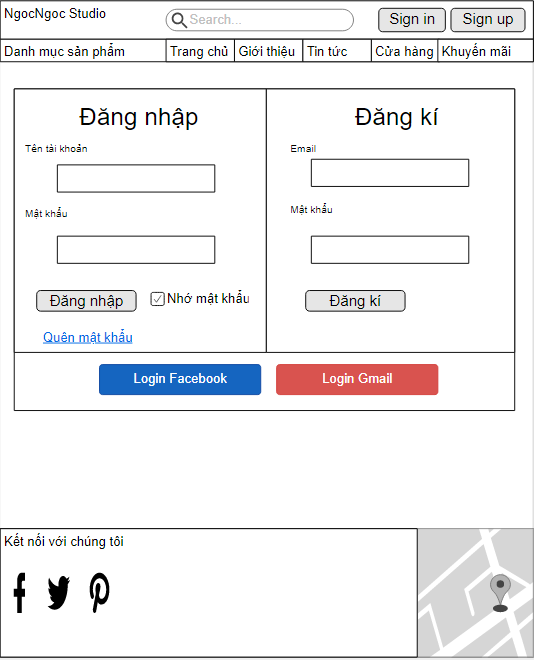 NgocNgoc Studio
Search...
Sign in
Sign up
Danh mục sản phẩm
Trang chủ
Giới thiệu
Tin tức
Cửa hàng
Khuyến mãi
Đăng nhập
Tên tài khoản
Mật khẩu
Đăng nhập
Nhớ mật khẩu
Quên mật khẩu
Đăng kí
Email
Mật khẩu
Đăng kí
Login Facebook
Login Gmail
Kết nối với chúng tôi